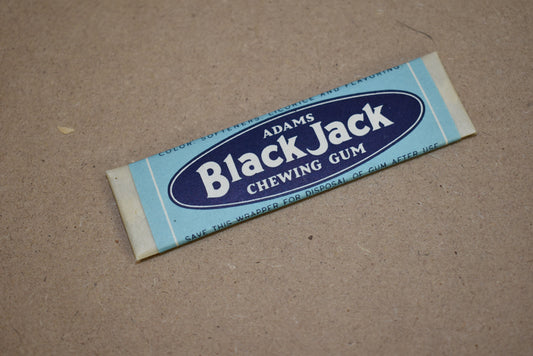 COLOR SOFTENERS LICORICE AND FLAVORING
ADAMS
Black Jack
CHEWING GUM
SAVE THIS WRAPPER FOR DISPOSAL OF GUM AFTER USE